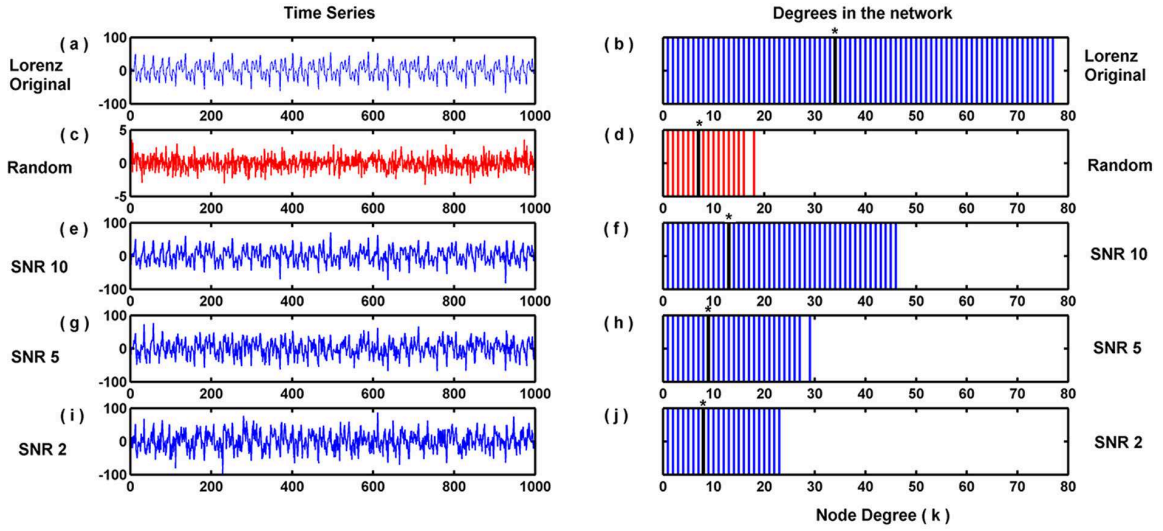 Time Series
Degrees in the network
( a )
100
0
-100
Lorenz
Original
0 200 400 600 800 1000
( b )
*
Lorenz
Original
0 10 20 30 40 50 60 70 80
( c )
5
0
-5
Random
0 200 400 600 800 1000
( d )
*
Random
0 10 20 30 40 50 60 70 80
( e )
100
0
-100
SNR 10
0 200 400 600 800 1000
( f )
*
SNR 10
0 10 20 30 40 50 60 70 80
( g )
100
0
-100
SNR 5
0 200 400 600 800 1000
( h )
*
SNR 5
0 10 20 30 40 50 60 70 80
( i )
100
0
-100
SNR 2
0 200 400 600 800 1000
( j )
*
SNR 2
0 10 20 30 40 50 60 70 80
Node Degree ( k )